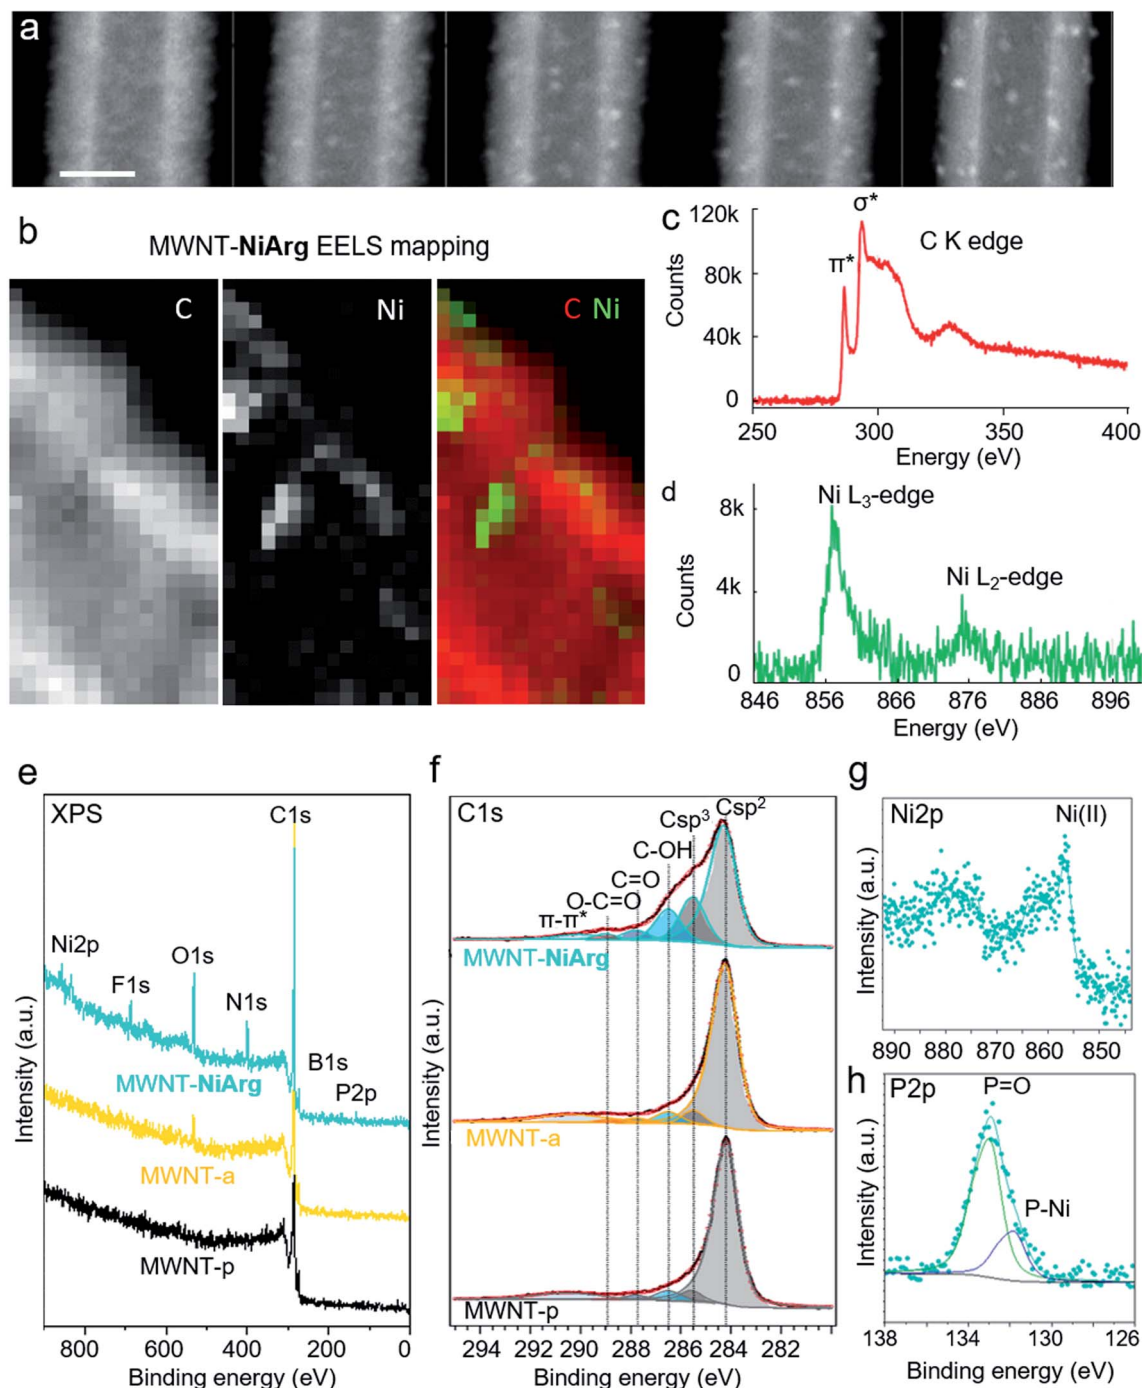 a
b
MWNT-NiArg EELS mapping
C
Ni
C Ni
c
120k
80k
40k
0
Counts
σ*
π*
C K edge
250 300 350 400
Energy (eV)
d
8k
4k
0
Counts
Ni L3-edge
Ni L2-edge
846 856 866 876 886 896
Energy (eV)
e
XPS
C1s
Ni2p
F1s
O1s
N1s
B1s
P2p
MWNT-NiArg
MWNT-a
MWNT-p
Intensity (a.u.)
800 600 400 200 0
Binding energy (eV)
f
C1s
Csp3 Csp2
C-OH
C=O
O-C=O
π-π*
MWNT-NiArg
MWNT-a
MWNT-p
Intensity (a.u.)
294 292 290 288 286 284 282
Binding energy (eV)
g
Ni2p
Ni(II)
Intensity (a.u.)
890 880 870 860 850
h
P2p
P=O
P-Ni
Intensity (a.u.)
138 134 130 126
Binding energy (eV)